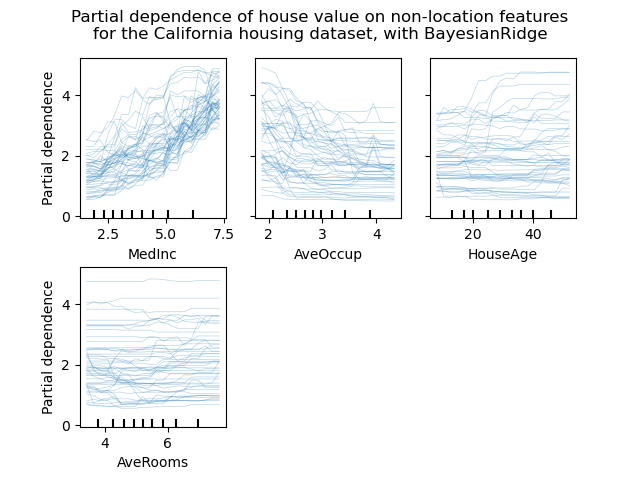 Partial dependence of house value on non-location features
for the California housing dataset, with BayesianRidge
Partial dependence
4
2
0
2.5 5.0 7.5
MedInc
2 3 4
AveOccup
20 40
HouseAge
Partial dependence
4
2
0
4 6
AveRooms